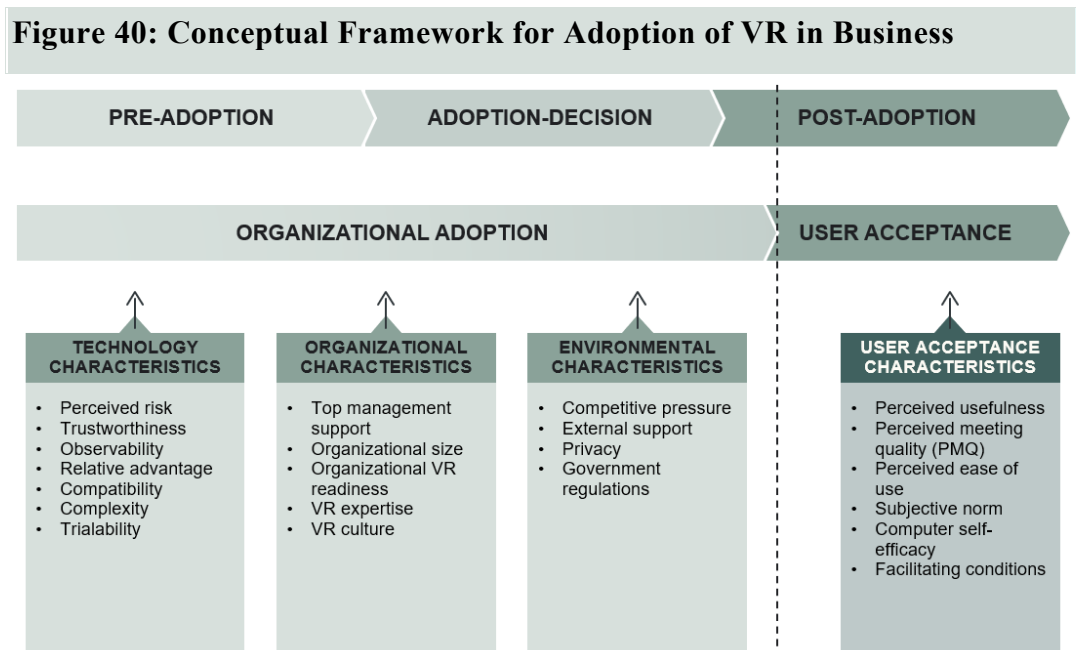 Figure 40: Conceptual Framework for Adoption of VR in Business
PRE-ADOPTION
ADOPTION-DECISION
POST-ADOPTION
ORGANIZATIONAL ADOPTION
USER ACCEPTANCE
TECHNOLOGY
CHARACTERISTICS
• Perceived risk
• Trustworthiness
• Observability
• Relative advantage
• Compatibility
• Complexity
• Trialability
ORGANIZATIONAL
CHARACTERISTICS
• Top management
support
• Organizational size
• Organizational VR
readiness
• VR expertise
• VR culture
ENVIRONMENTAL
CHARACTERISTICS
• Competitive pressure
• External support
• Privacy
• Government
regulations
USER ACCEPTANCE
CHARACTERISTICS
• Perceived usefulness
• Perceived meeting
quality (PMQ)
• Perceived ease of
use
• Subjective norm
• Computer self-
efficacy
• Facilitating conditions